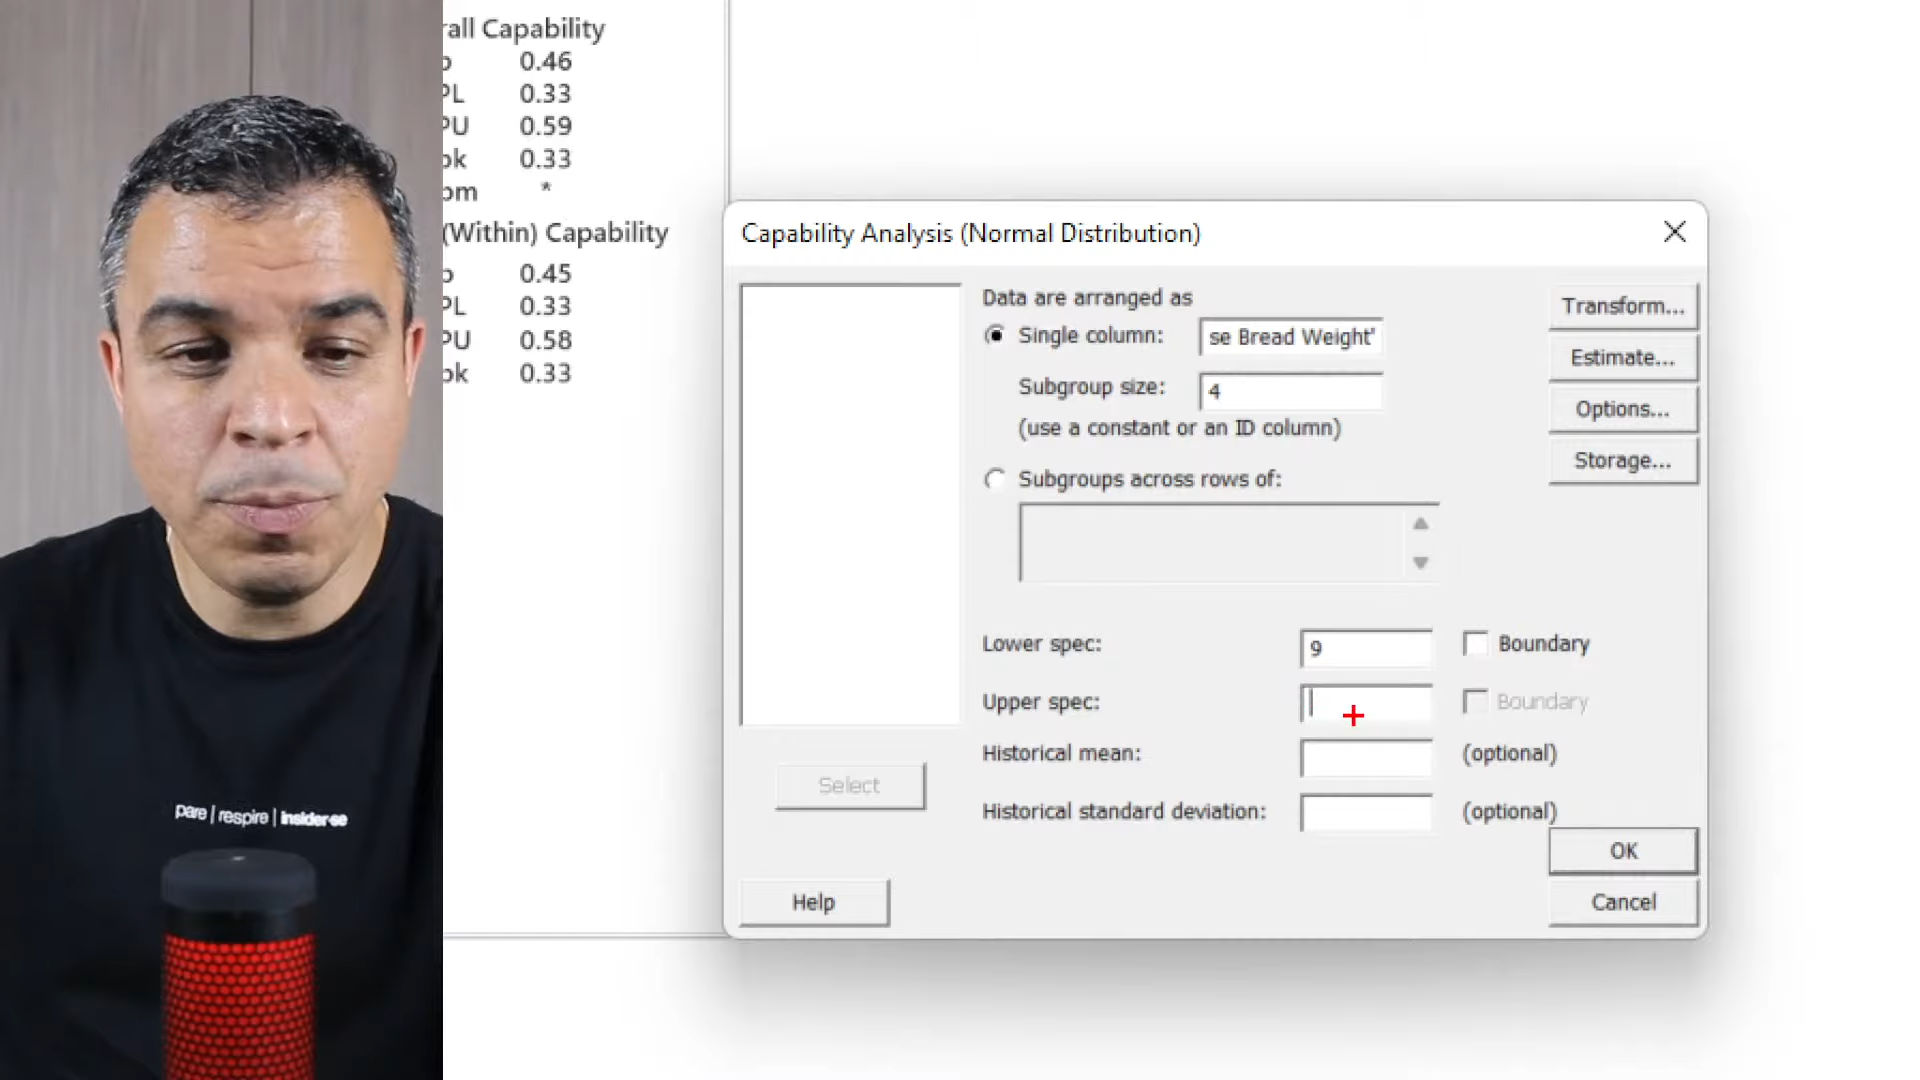 rall Capability
0.46
PL 0.33
PU 0.59
pk 0.33
pm *
(Within) Capability
0.45
PL 0.33
PU 0.58
pk 0.33
Capability Analysis (Normal Distribution)
Data are arranged as
Single column: se Bread Weight'
Subgroup size: 4
(use a constant or an ID column)
Subgroups across rows of:
Transform...
Estimate...
Options...
Storage...
Lower spec: 9 Boundary
Upper spec: Boundary
Historical mean: (optional)
Historical standard deviation: (optional)
Select
Help
OK
Cancel
pare | respire | insider-se